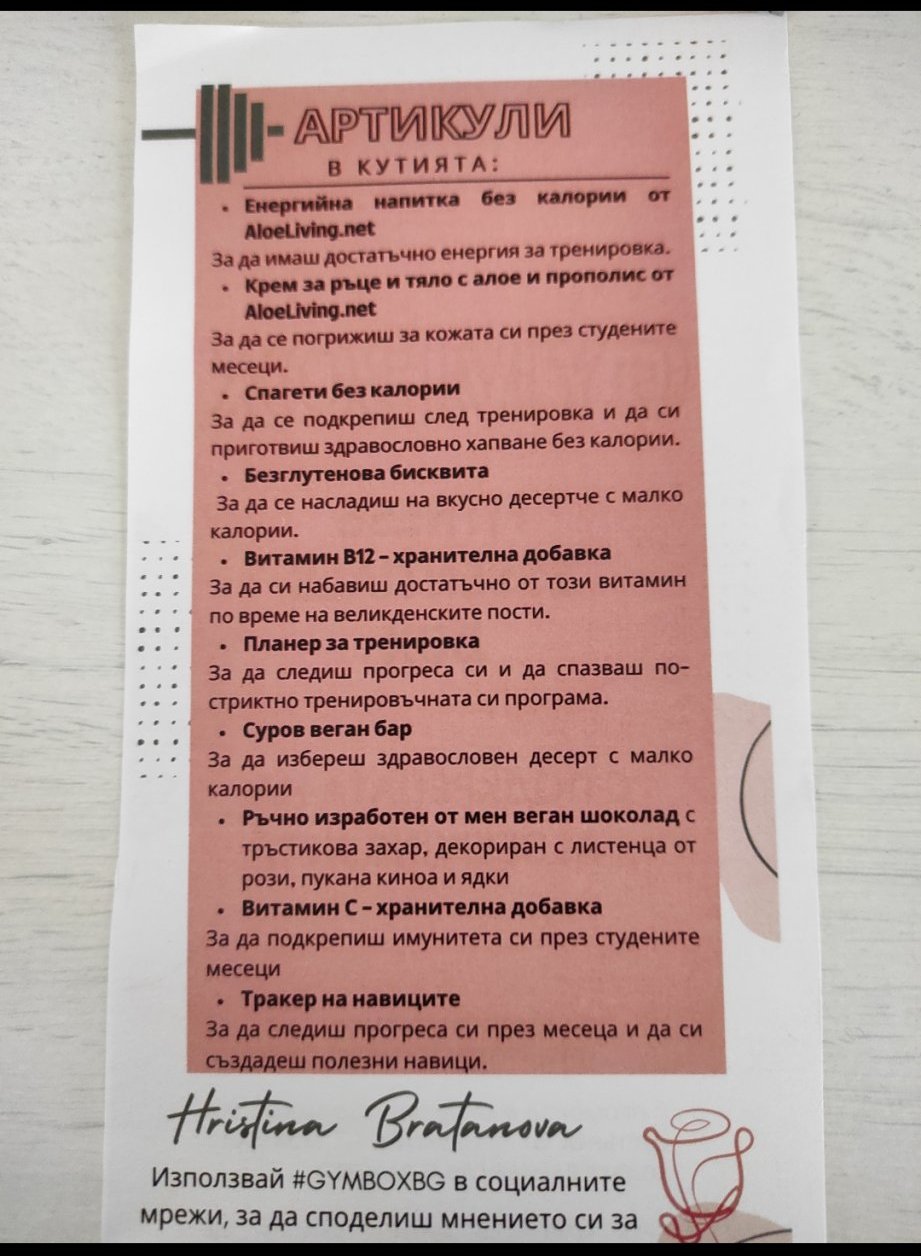 АРТИКУЛИ
В КУТИЯТА:
• Енергийна напитка без калории от
AloeLiving.net
За да имаш достатъчно енергия за тренировка.
• Крем за ръце и тяло с алое и прополис от
AloeLiving.net
За да се погрижиш за кожата си през студените
месеци.
• Спагети без калории
За да се подкрепиш след тренировка и да си
приготвиш здравословно хапване без калории.
• Безглутенова бисквита
За да се насладиш на вкусно десертче с малко
калории.
• Витамин B12 – хранителна добавка
За да си набавиш достатъчно от този витамин
по време на великденските пости.
• Планер за тренировка
За да следиш прогреса си и да спазваш по-
стриктно тренировъчната си програма.
• Суров веган бар
За да избереш здравословен десерт с малко
калории
• Ръчно изработен от мен веган шоколад с
тръстикова захар, декориран с листенца от
рози, пукана киноа и ядки
• Витамин C – хранителна добавка
За да подкрепиш имунитета си през студените
месеци
• Тракер на навиците
За да следиш прогреса си през месеца и да си
създадеш полезни навици.
Hristina Bratanova
Използвай #GYMBOXBG в социалните
мрежи, за да споделиш мнението си за